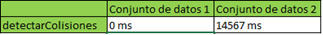 Conjunto de datos 1 Conjunto de datos 2
detectarColisiones 0 ms 14567 ms